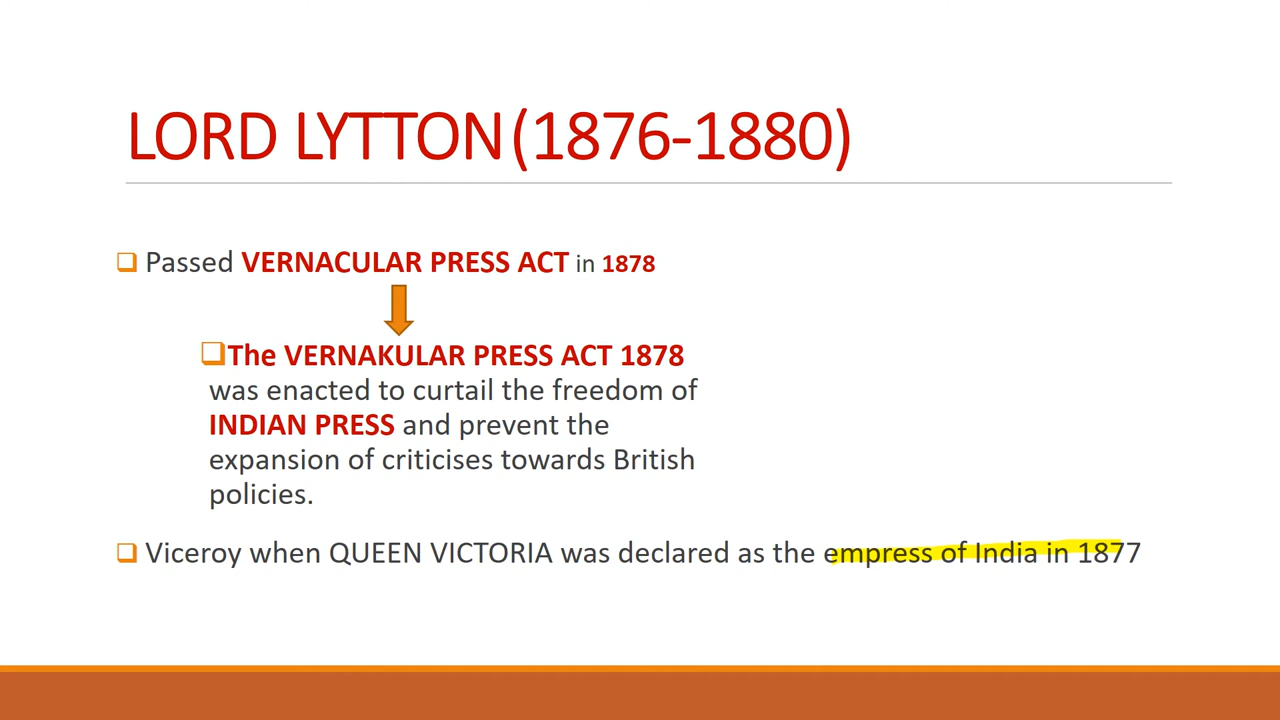 LORD LYTTON (1876-1880)
Passed VERNACULAR PRESS ACT in 1878
The VERNAKULAR PRESS ACT 1878
was enacted to curtail the freedom of
INDIAN PRESS and prevent the
expansion of criticises towards British
policies.
Viceroy when QUEEN VICTORIA was declared as the empress of India in 1877